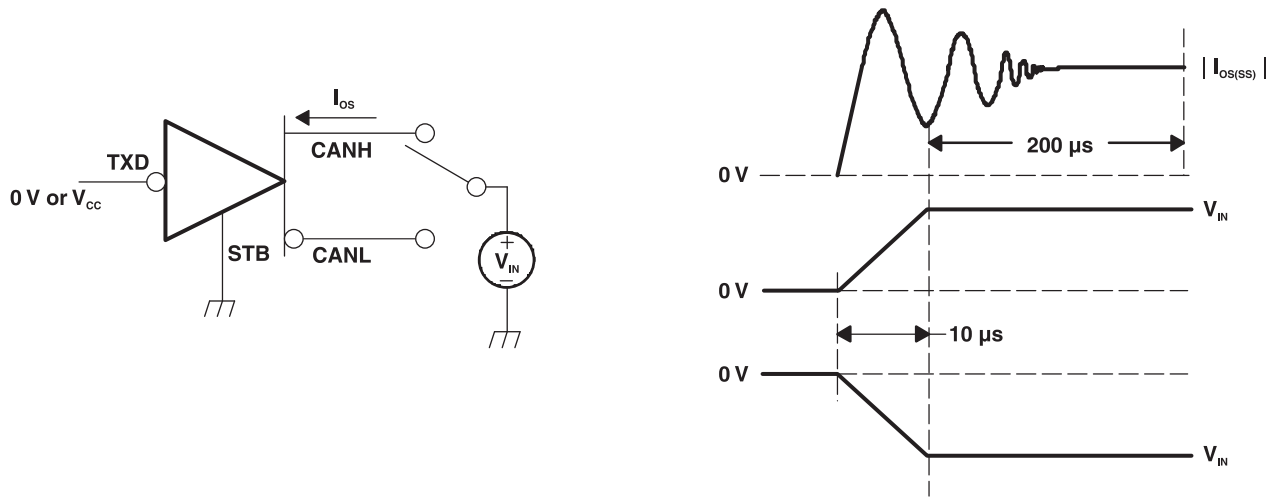 I_OS
CANH
TXD
0 V or V_CC
STB
CANL
+
V_IN
−
| I_OS(SS) |
200 µs
0 V
V_IN
0 V
10 µs
0 V
V_IN